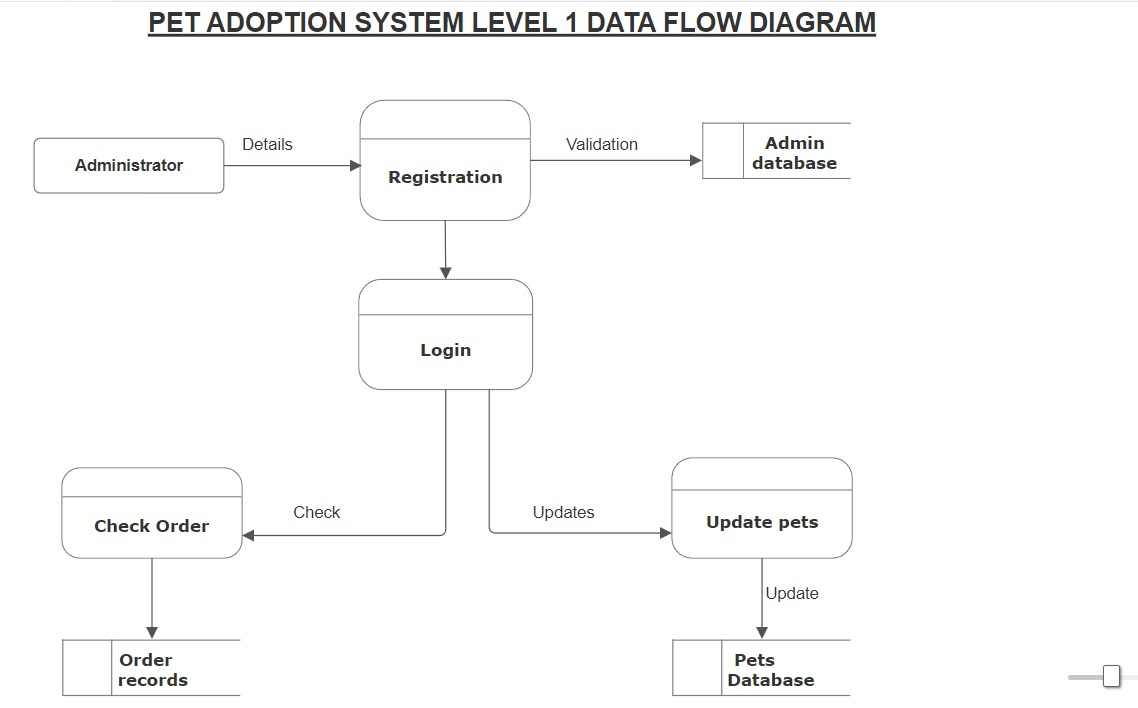 PET ADOPTION SYSTEM LEVEL 1 DATA FLOW DIAGRAM
Administrator
Details
Registration
Validation
Admin
database
Login
Check
Updates
Check Order
Update pets
Update
Order
records
Pets
Database